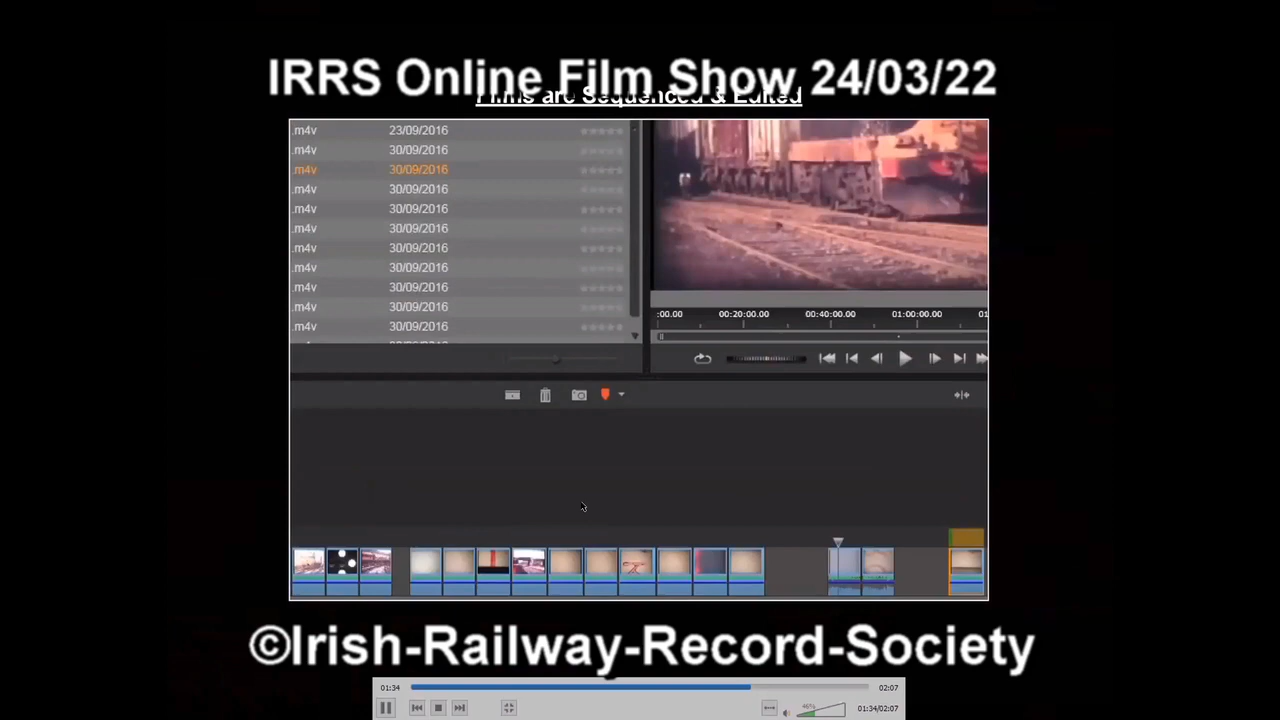 IRRS Online Film Show 24/03/22
Films are Sequenced & Edited
.m4v 23/09/2016
.m4v 30/09/2016
.m4v 30/09/2016
.m4v 30/09/2016
.m4v 30/09/2016
.m4v 30/09/2016
.m4v 30/09/2016
.m4v 30/09/2016
.m4v 30/09/2016
.m4v 30/09/2016
.m4v 30/09/2016
:00.00 00:20:00.00 00:40:00.00 01:00:00.00 01
©Irish-Railway-Record-Society
01:34 02:07
46% 01:34/02:07